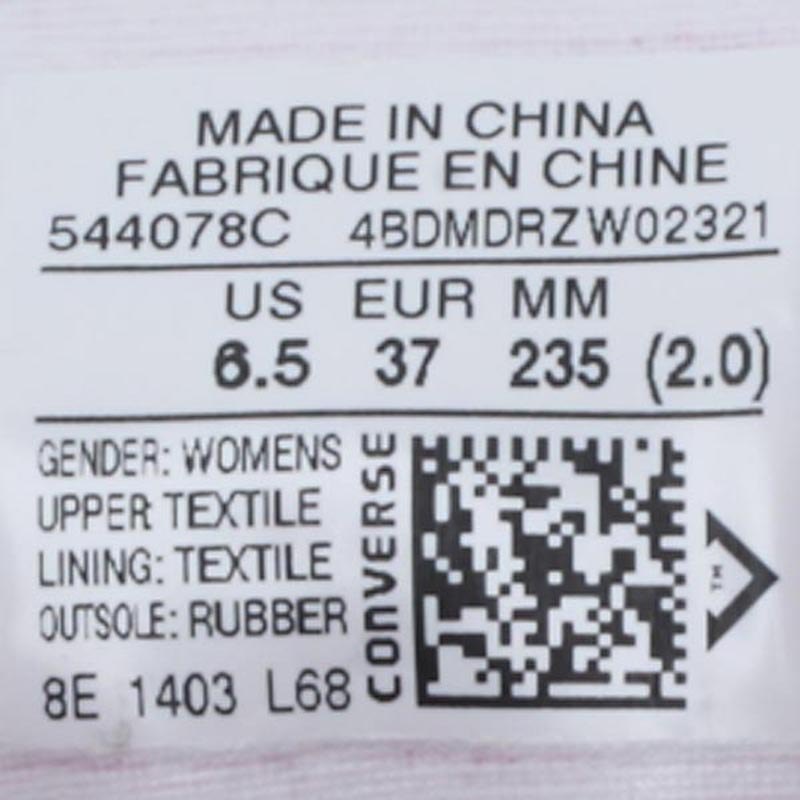 MADE IN CHINA
FABRIQUE EN CHINE
544078C 4BDMDRZW02321
US EUR MM
6.5 37 235 (2.0)
GENDER: WOMENS
UPPER TEXTILE
LINING: TEXTILE
OUTSOLE: RUBBER
8E 1403 L68
CONVERSE
TM